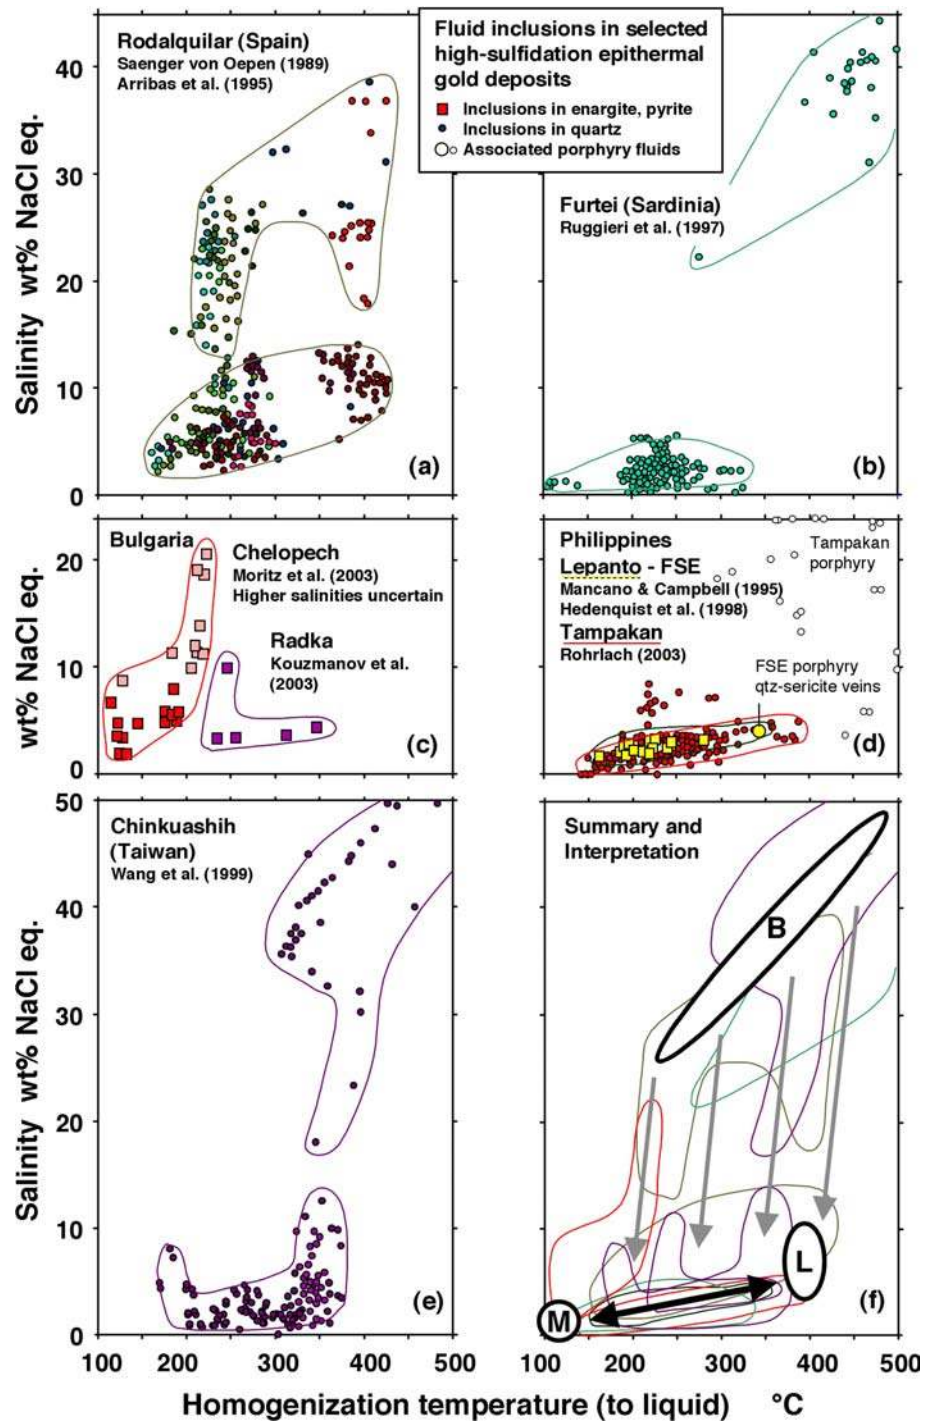 Rodalquilar (Spain)
Saenger von Oepen (1989)
Arribas et al. (1995)
Fluid inclusions in selected
high-sulfidation epithermal
gold deposits
Inclusions in enargite, pyrite
Inclusions in quartz
Associated porphyry fluids
Furtei (Sardinia)
Ruggieri et al. (1997)
40
30
20
10
0
Salinity wt% NaCl eq.
(a)
(b)
Bulgaria
Chelopech
Moritz et al. (2003)
Higher salinities uncertain
Radka
Kouzmanov et al.
(2003)
20
10
0
wt% NaCl eq.
(c)
Philippines
Lepanto - FSE
Mancano & Campbell (1995)
Hedenquist et al. (1998)
Tampakan
Rohrlach (2003)
Tampakan
porphyry
FSE porphyry
qtz-sericite veins
(d)
Chinkuashih
(Taiwan)
Wang et al. (1999)
50
40
30
20
10
0
Salinity wt% NaCl eq.
(e)
Summary and
Interpretation
B
L
M
(f)
100 200 300 400 500
100 200 300 400 500
Homogenization temperature (to liquid) °C